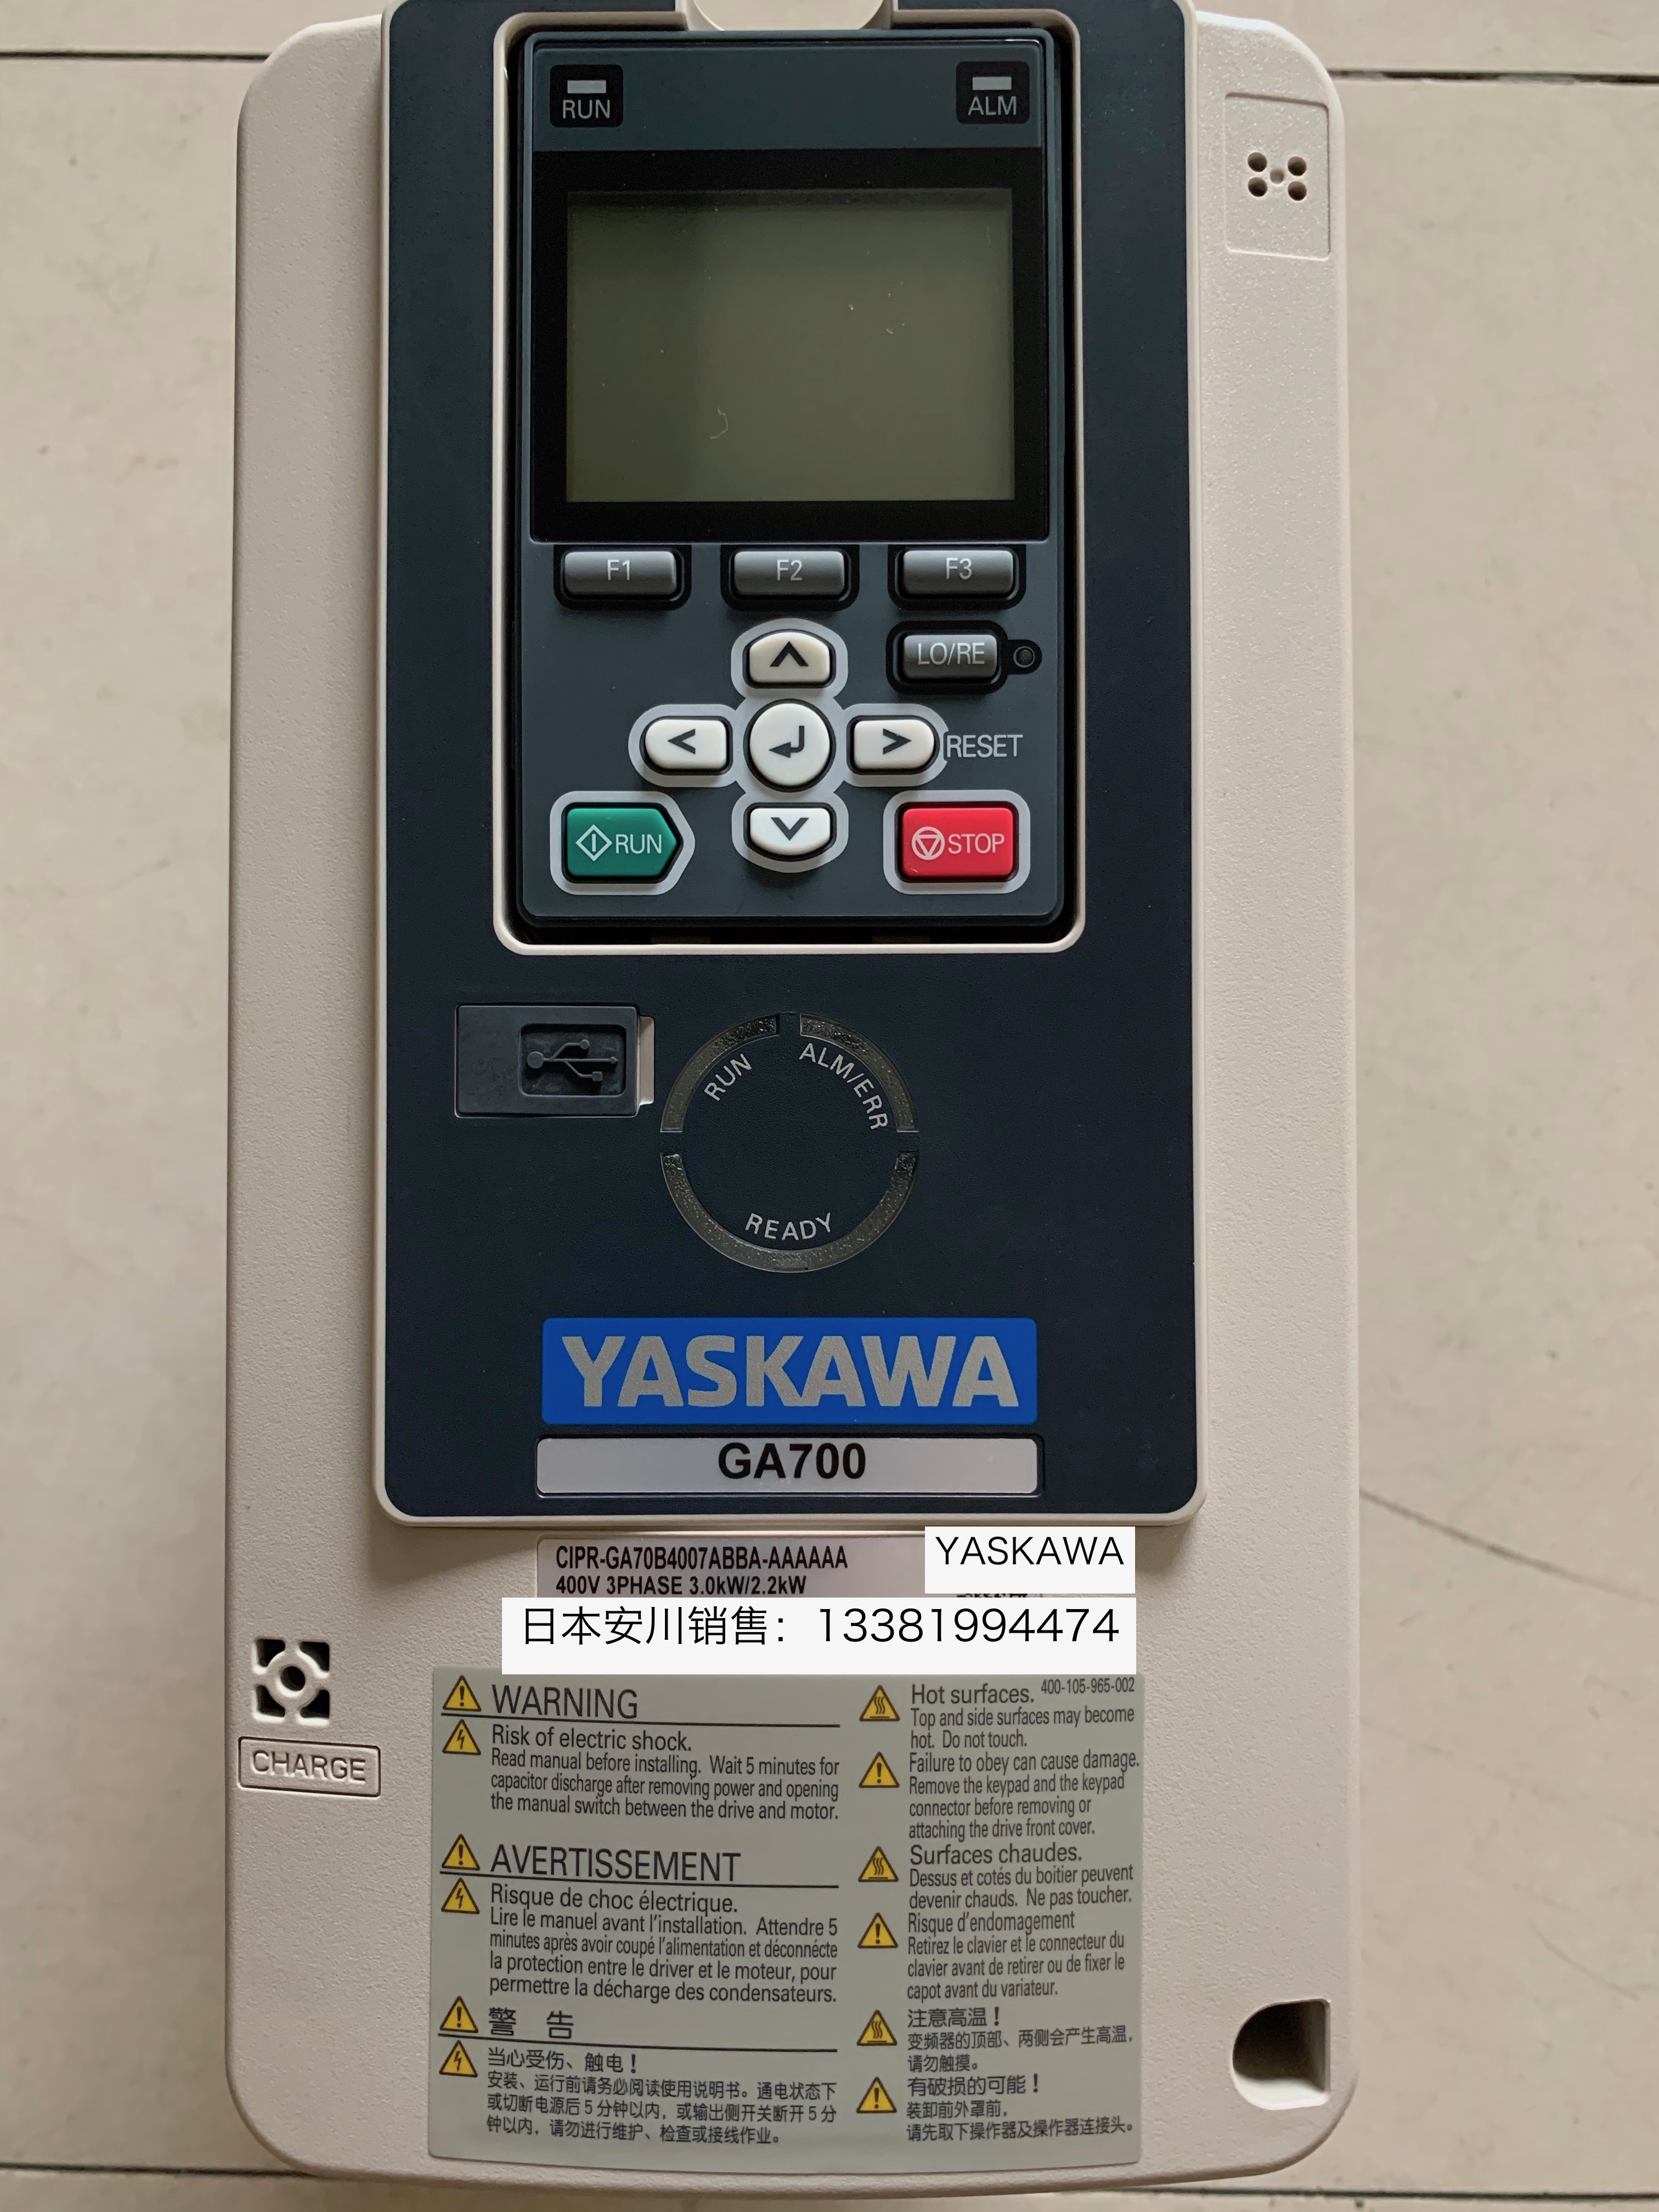 RUN
ALM
F1
F2
F3
LO/RE
RESET
RUN
STOP
RUN
ALM/ERR
READY
YASKAWA
GA700
CIPR-GA70B4007ABBA-AAAAAA
400V 3PHASE 3.0kW/2.2kW
YASKAWA
日本安川销售：13381994474
CHARGE
WARNING
Risk of electric shock.
Read manual before installing. Wait 5 minutes for
capacitor discharge after removing power and opening
the manual switch between the drive and motor.
AVERTISSEMENT
Risque de choc électrique.
Lire le manuel avant l'installation. Attendre 5
minutes après avoir coupé l'alimentation et déconnécte
la protection entre le driver et le moteur, pour
permettre la décharge des condensateurs.
警 告
当心受伤、触电！
安装、运行前请务必阅读使用说明书。通电状态下
或切断电源后５分钟以内，或输出侧开关断开５分
钟以内，请勿进行维护、检查或接线作业。
Hot surfaces. 400-105-965-002
Top and side surfaces may become
hot. Do not touch.
Failure to obey can cause damage.
Remove the keypad and the keypad
connector before removing or
attaching the drive front cover.
Surfaces chaudes.
Dessus et cotés du boitier peuvent
devenir chauds. Ne pas toucher.
Risque d'endomagement
Retirez le clavier et le connecteur du
clavier avant de retirer ou de fixer le
capot avant du variateur.
注意高温！
变频器的顶部、两侧会产生高温，
请勿触摸。
有破损的可能！
装卸前外罩前，
请先取下操作器及操作器连接头。